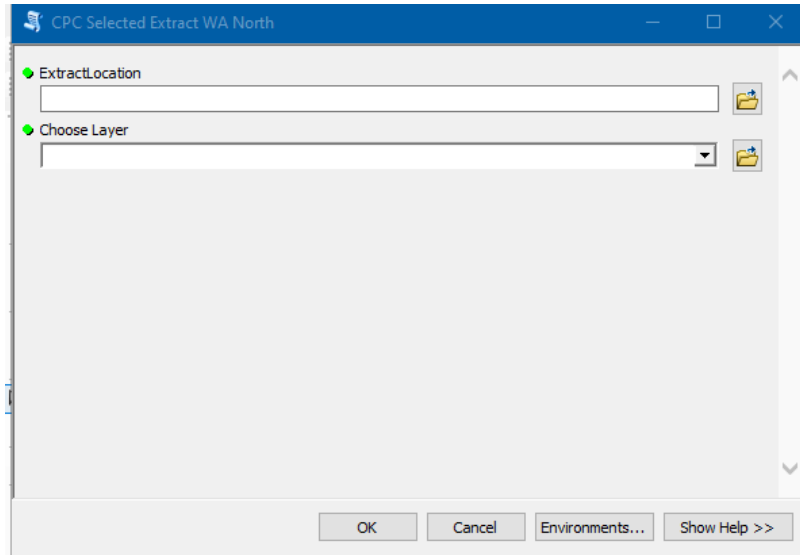 CPC Selected Extract WA North
ExtractLocation
Choose Layer
OK Cancel Environments... Show Help >>